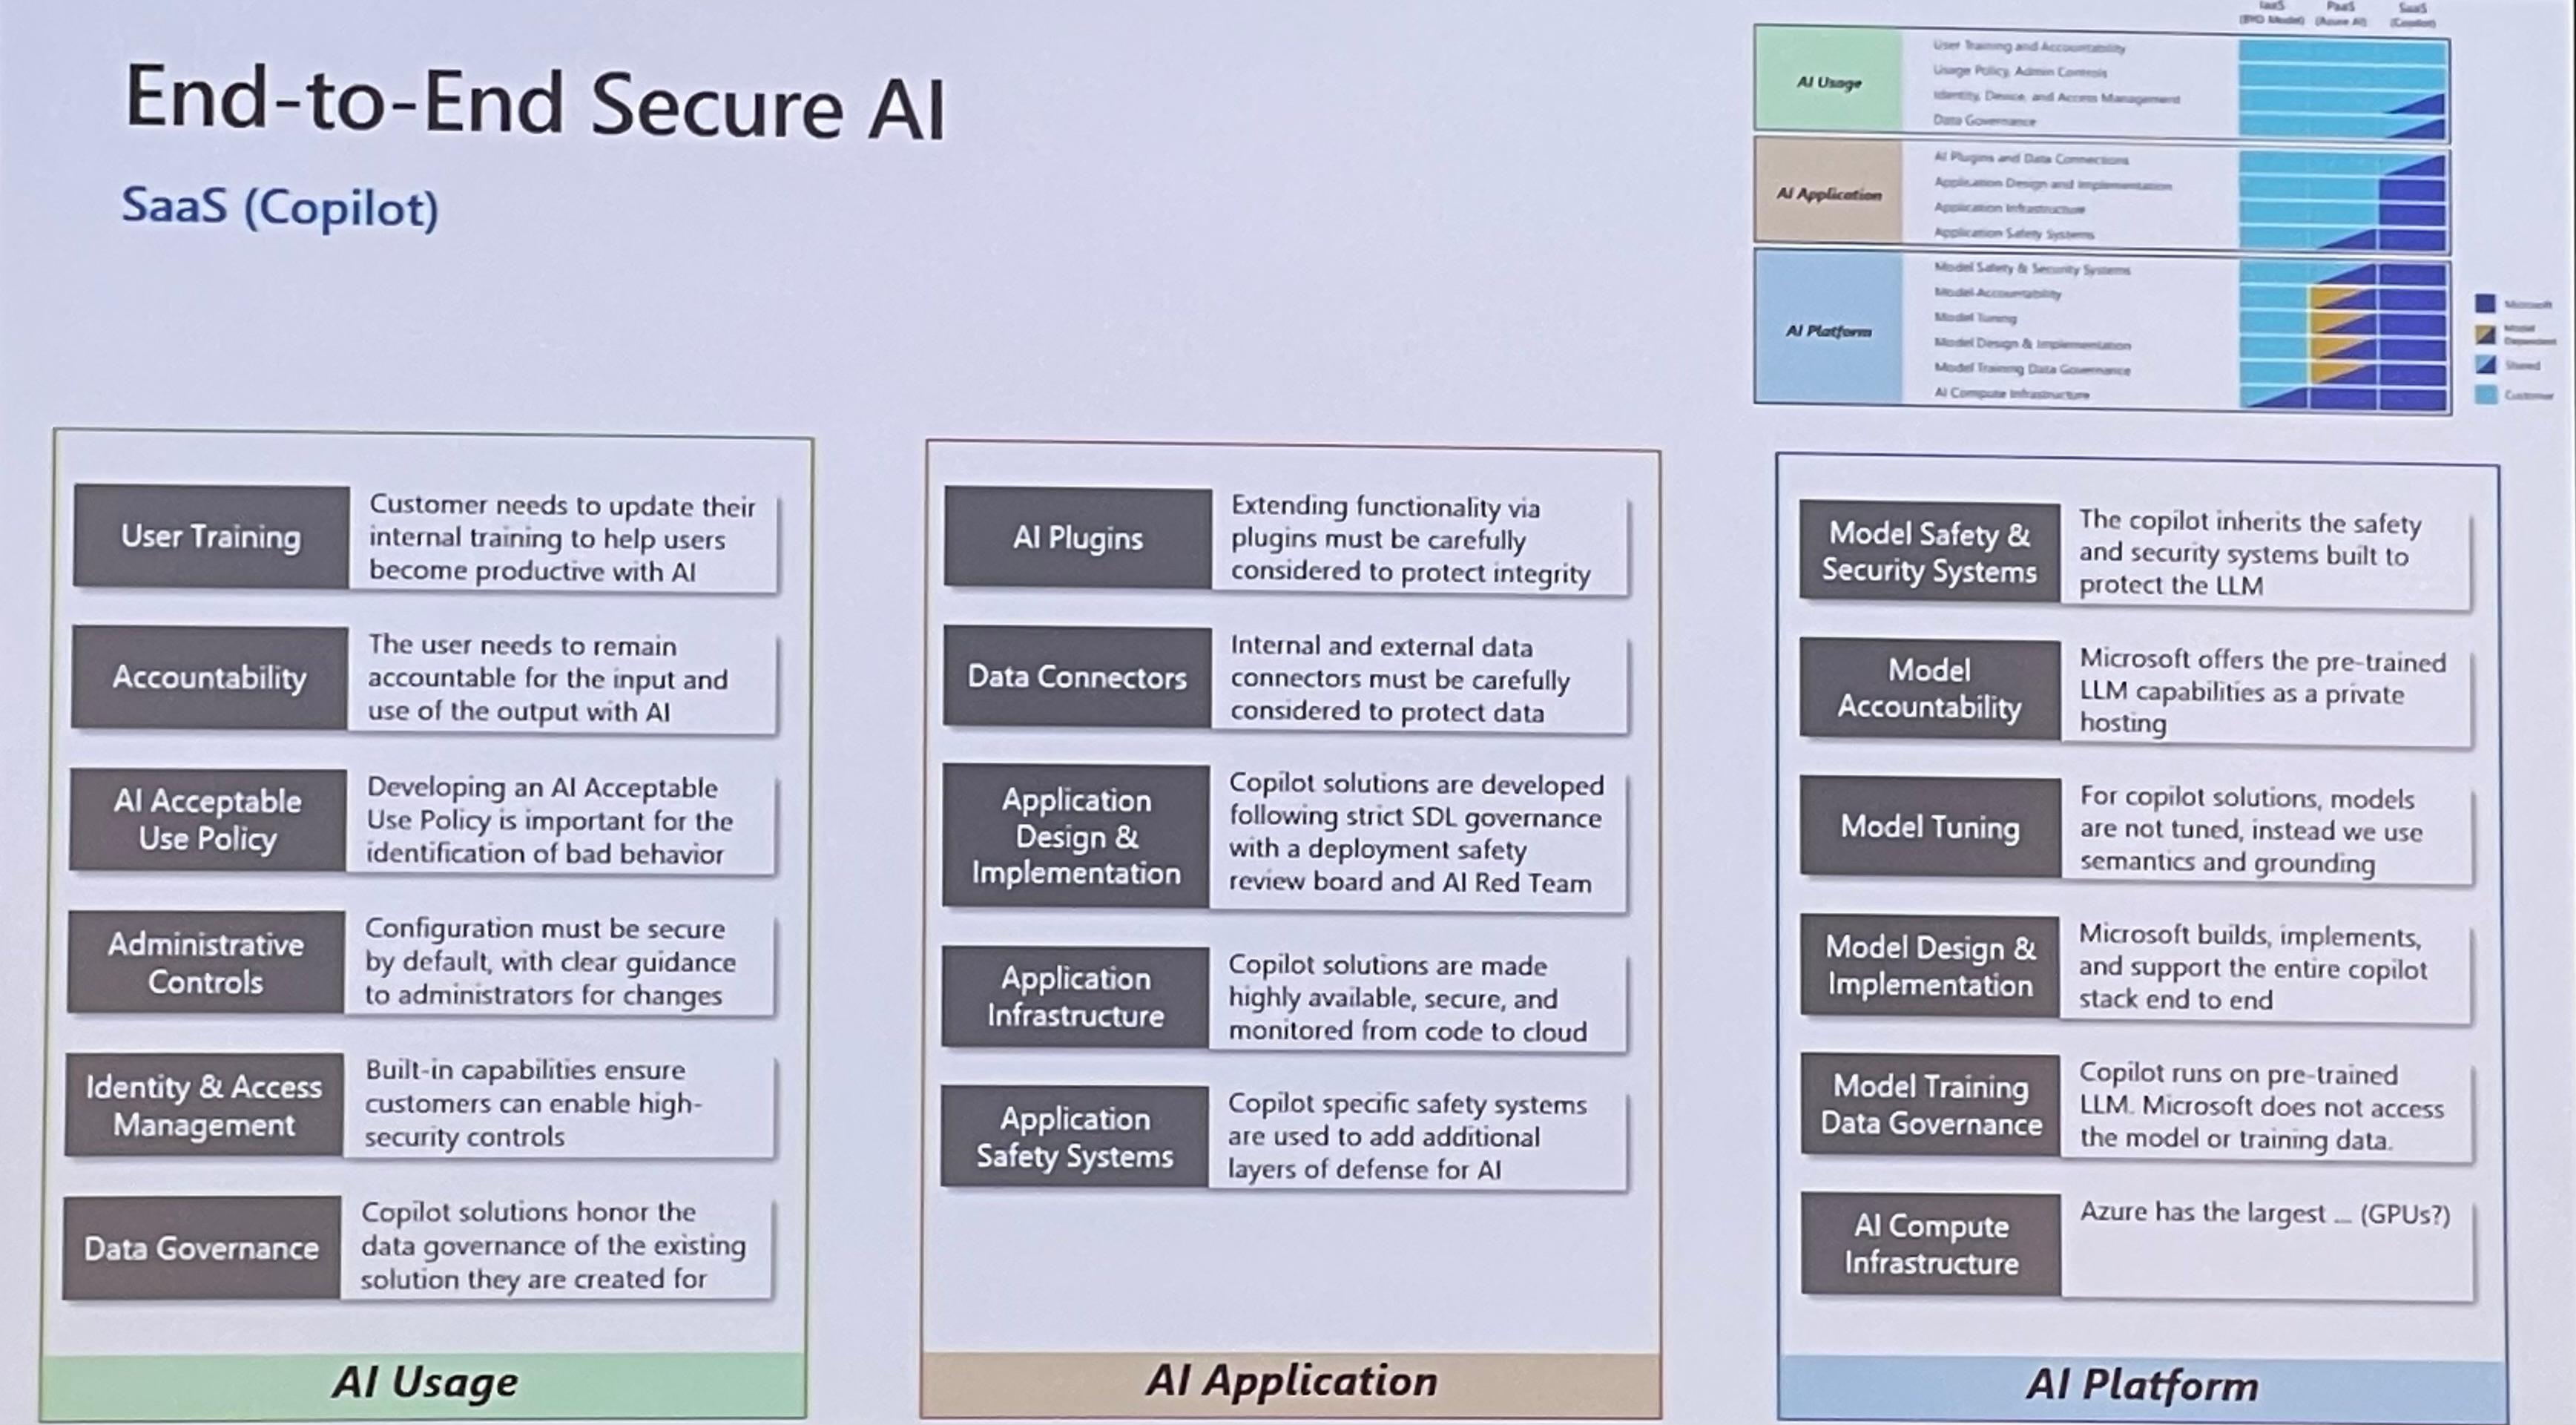 End-to-End Secure AI
SaaS (Copilot)
IaaS
(BYO Model)
PaaS
(Azure AI)
SaaS
(Copilot)
AI Usage
User Training and Accountability
Usage Policy, Admin Controls
Identity, Device, and Access Management
Data Governance
AI Application
AI Plugins and Data Connections
Application Design and Implementation
Application Infrastructure
Application Safety Systems
AI Platform
Model Safety & Security Systems
Model Accountability
Model Tuning
Model Design & Implementation
Model Training Data Governance
AI Compute Infrastructure
Microsoft
Model
Dependent
Shared
Customer
User Training
Customer needs to update their
internal training to help users
become productive with AI
Accountability
The user needs to remain
accountable for the input and
use of the output with AI
AI Acceptable
Use Policy
Developing an AI Acceptable
Use Policy is important for the
identification of bad behavior
Administrative
Controls
Configuration must be secure
by default, with clear guidance
to administrators for changes
Identity & Access
Management
Built-in capabilities ensure
customers can enable high-
security controls
Data Governance
Copilot solutions honor the
data governance of the existing
solution they are created for
AI Usage
AI Plugins
Extending functionality via
plugins must be carefully
considered to protect integrity
Data Connectors
Internal and external data
connectors must be carefully
considered to protect data
Application
Design &
Implementation
Copilot solutions are developed
following strict SDL governance
with a deployment safety
review board and AI Red Team
Application
Infrastructure
Copilot solutions are made
highly available, secure, and
monitored from code to cloud
Application
Safety Systems
Copilot specific safety systems
are used to add additional
layers of defense for AI
AI Application
Model Safety &
Security Systems
The copilot inherits the safety
and security systems built to
protect the LLM
Model
Accountability
Microsoft offers the pre-trained
LLM capabilities as a private
hosting
Model Tuning
For copilot solutions, models
are not tuned, instead we use
semantics and grounding
Model Design &
Implementation
Microsoft builds, implements,
and support the entire copilot
stack end to end
Model Training
Data Governance
Copilot runs on pre-trained
LLM. Microsoft does not access
the model or training data.
AI Compute
Infrastructure
Azure has the largest ... (GPUs?)
AI Platform